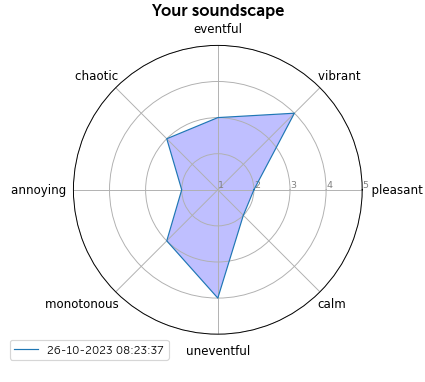 Your soundscape
eventful
chaotic
vibrant
annoying
1
2
3
4
5
pleasant
monotonous
calm
uneventful
26-10-2023 08:23:37